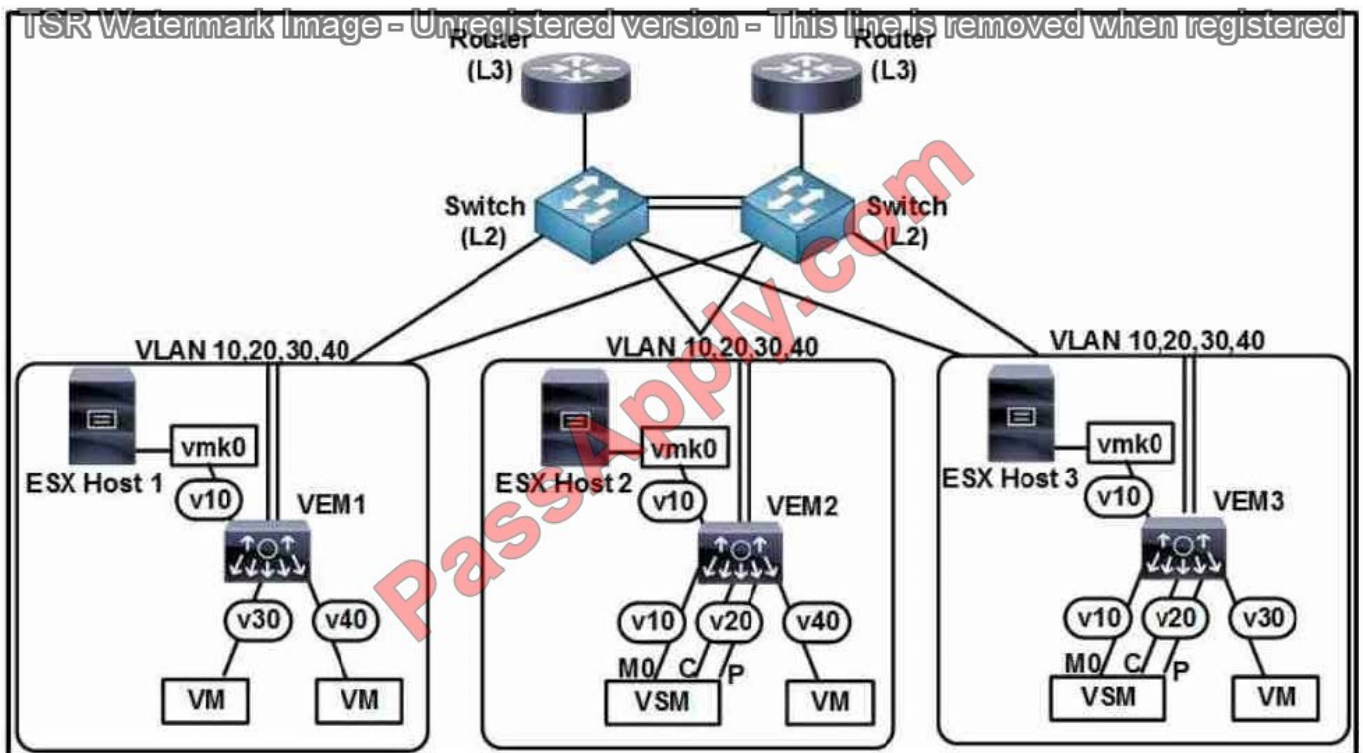 TSR Watermark Image - Unregistered version - This line is removed when registered
Router
(L3)
Router
(L3)
Switch
(L2)
Switch
(L2)
PassApply.com
VLAN 10,20,30,40
VLAN 10,20,30,40
VLAN 10,20,30,40
vmk0
ESX Host 1
v10
VEM1
v30
v40
VM
VM
vmk0
ESX Host 2
v10
VEM2
v10
v20
v40
M0
C
P
VSM
VM
vmk0
ESX Host 3
v10
VEM3
v10
v20
v30
M0
C
P
VSM
VM